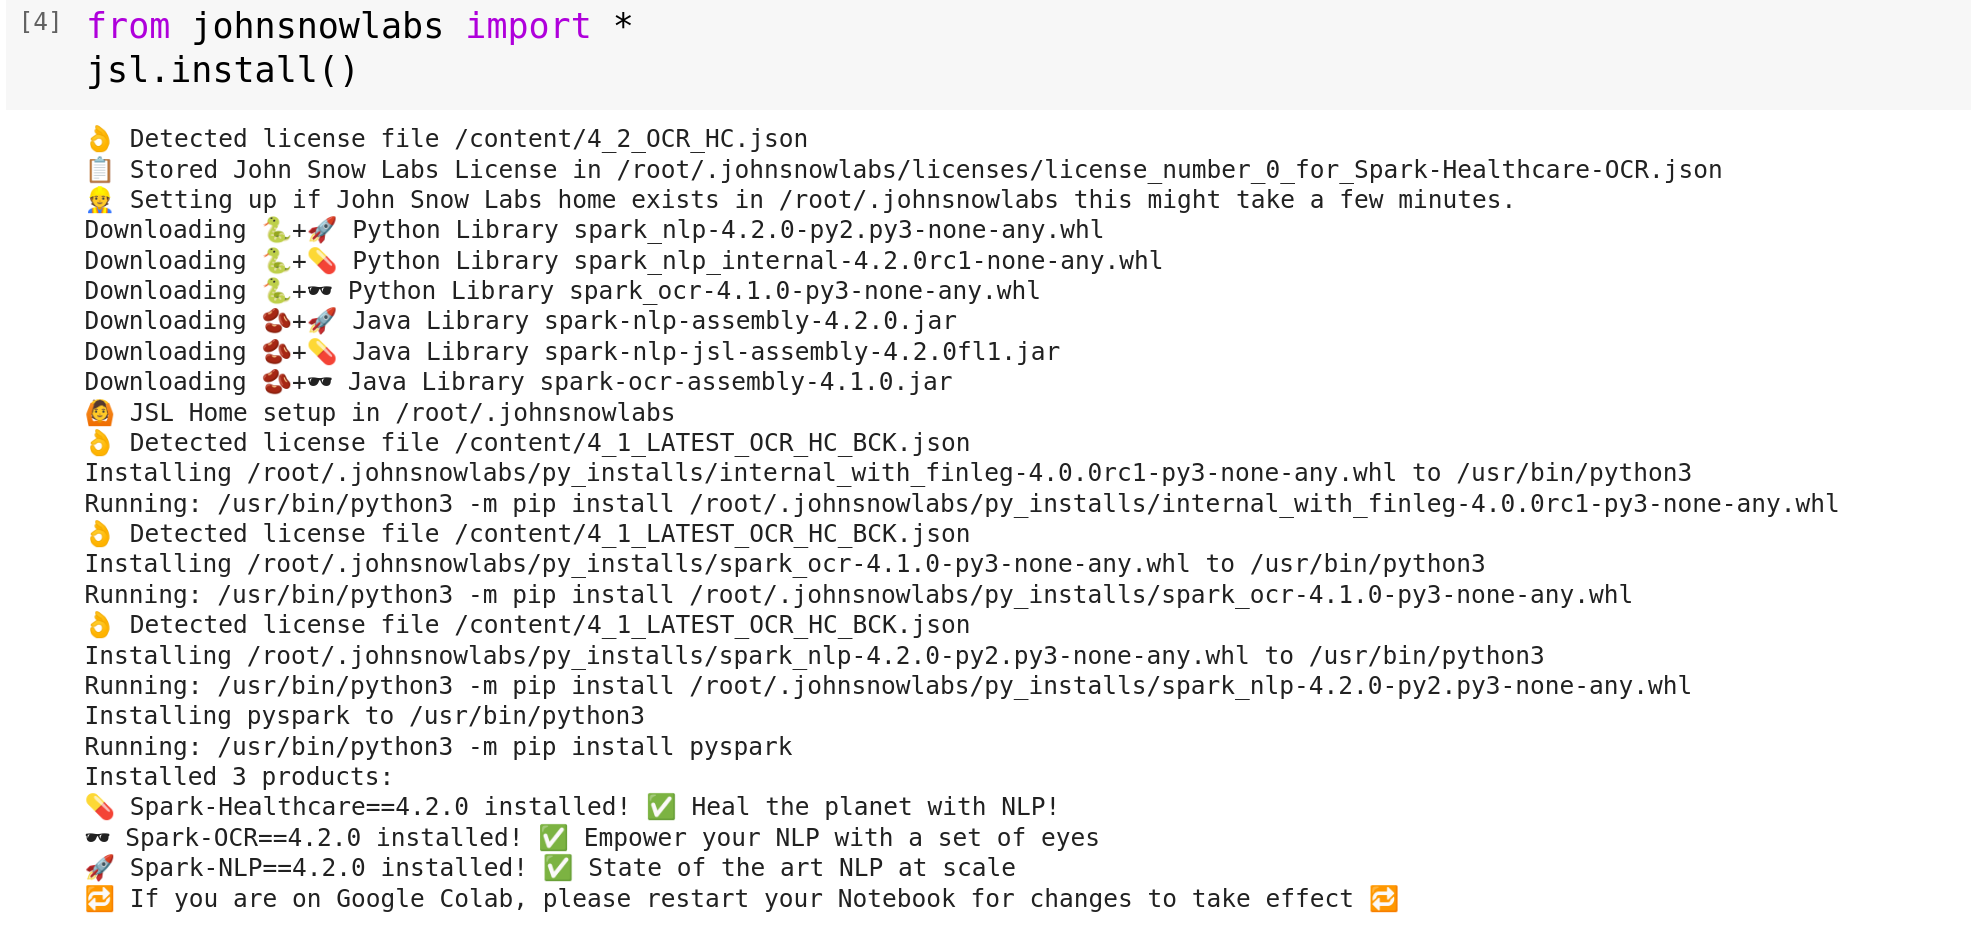 [4] from johnsnowlabs import *
jsl.install()
👌 Detected license file /content/4_2_OCR_HC.json
📋 Stored John Snow Labs License in /root/.johnsnowlabs/licenses/license_number_0_for_Spark-Healthcare-OCR.json
👷 Setting up if John Snow Labs home exists in /root/.johnsnowlabs this might take a few minutes.
Downloading 🐍+🚀 Python Library spark_nlp-4.2.0-py2.py3-none-any.whl
Downloading 🐍+💊 Python Library spark_nlp_internal-4.2.0rc1-none-any.whl
Downloading 🐍+🕶 Python Library spark_ocr-4.1.0-py3-none-any.whl
Downloading 🫘+🚀 Java Library spark-nlp-assembly-4.2.0.jar
Downloading 🫘+💊 Java Library spark-nlp-jsl-assembly-4.2.0fl1.jar
Downloading 🫘+🕶 Java Library spark-ocr-assembly-4.1.0.jar
🙆 JSL Home setup in /root/.johnsnowlabs
👌 Detected license file /content/4_1_LATEST_OCR_HC_BCK.json
Installing /root/.johnsnowlabs/py_installs/internal_with_finleg-4.0.0rc1-py3-none-any.whl to /usr/bin/python3
Running: /usr/bin/python3 -m pip install /root/.johnsnowlabs/py_installs/internal_with_finleg-4.0.0rc1-py3-none-any.whl
👌 Detected license file /content/4_1_LATEST_OCR_HC_BCK.json
Installing /root/.johnsnowlabs/py_installs/spark_ocr-4.1.0-py3-none-any.whl to /usr/bin/python3
Running: /usr/bin/python3 -m pip install /root/.johnsnowlabs/py_installs/spark_ocr-4.1.0-py3-none-any.whl
👌 Detected license file /content/4_1_LATEST_OCR_HC_BCK.json
Installing /root/.johnsnowlabs/py_installs/spark_nlp-4.2.0-py2.py3-none-any.whl to /usr/bin/python3
Running: /usr/bin/python3 -m pip install /root/.johnsnowlabs/py_installs/spark_nlp-4.2.0-py2.py3-none-any.whl
Installing pyspark to /usr/bin/python3
Running: /usr/bin/python3 -m pip install pyspark
Installed 3 products:
💊 Spark-Healthcare==4.2.0 installed! ✅ Heal the planet with NLP!
🕶 Spark-OCR==4.2.0 installed! ✅ Empower your NLP with a set of eyes
🚀 Spark-NLP==4.2.0 installed! ✅ State of the art NLP at scale
🔁 If you are on Google Colab, please restart your Notebook for changes to take effect 🔁